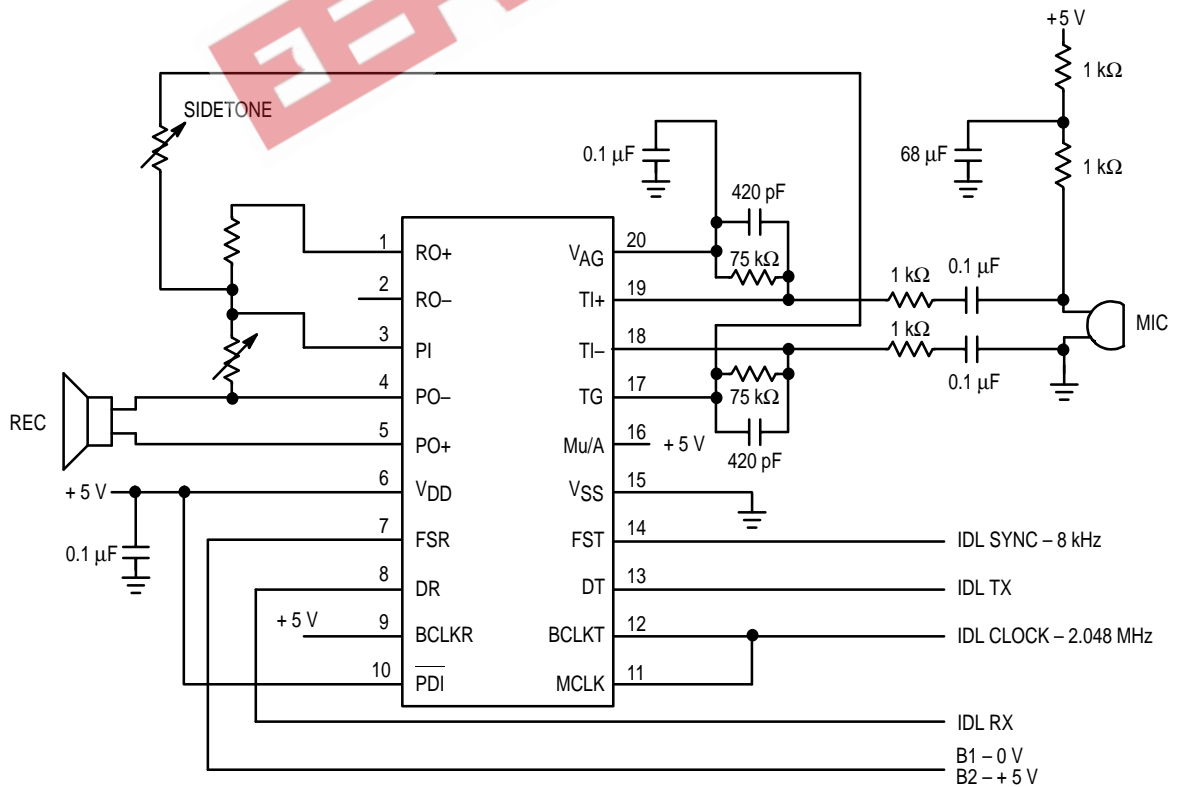 + 5 V
1 kΩ
SIDETONE
0.1 µF
68 µF
1 kΩ
420 pF
1 RO+
VAG 20
75 kΩ
1 kΩ
0.1 µF
2 RO–
TI+ 19
1 kΩ
MIC
3 PI
TI– 18
0.1 µF
4 PO–
TG 17
75 kΩ
REC
5 PO+
Mu/A 16 + 5 V
420 pF
+ 5 V
6 VDD
VSS 15
7 FSR
FST 14
IDL SYNC – 8 kHz
0.1 µF
8 DR
DT 13
IDL TX
+ 5 V
9 BCLKR
BCLKT 12
IDL CLOCK – 2.048 MHz
10 PDI
MCLK 11
IDL RX
B1 – 0 V
B2 – + 5 V